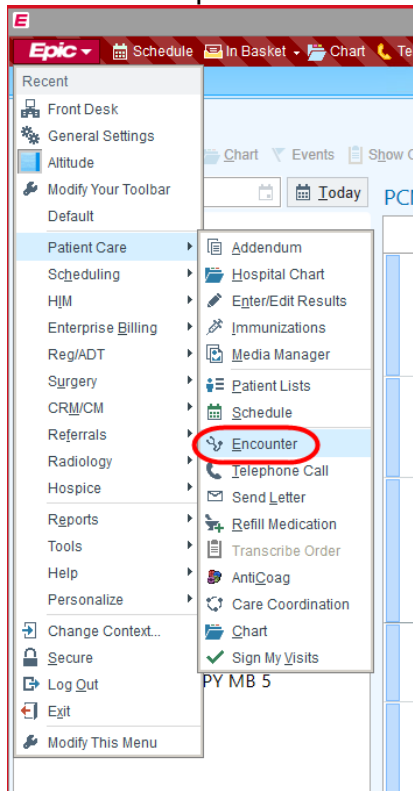 E
Epic Schedule In Basket Chart Te
Recent
Front Desk
General Settings
Altitude
Modify Your Toolbar
Default
Patient Care
Scheduling
HIM
Enterprise Billing
Reg/ADT
Surgery
CRM/CM
Referrals
Radiology
Hospice
Reports
Tools
Help
Personalize
Change Context...
Secure
Log Out
Exit
Modify This Menu
Chart Events Show
Today
Addendum
Hospital Chart
Enter/Edit Results
Immunizations
Media Manager
Patient Lists
Schedule
Encounter
Telephone Call
Send Letter
Refill Medication
Transcribe Order
AntiCoag
Care Coordination
Chart
Sign My Visits
PY MB 5